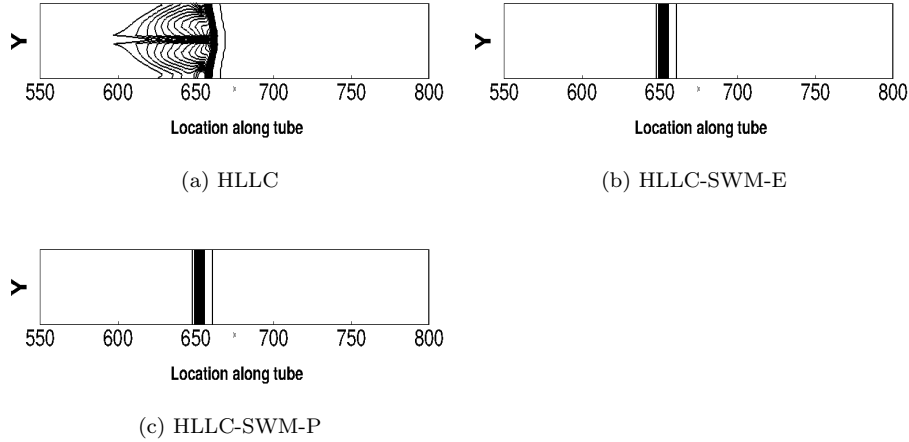 Y
550 600 650 700 750 800
x
Location along tube
(a) HLLC
Y
550 600 650 700 750 800
x
Location along tube
(b) HLLC-SWM-E
Y
550 600 650 700 750 800
x
Location along tube
(c) HLLC-SWM-P